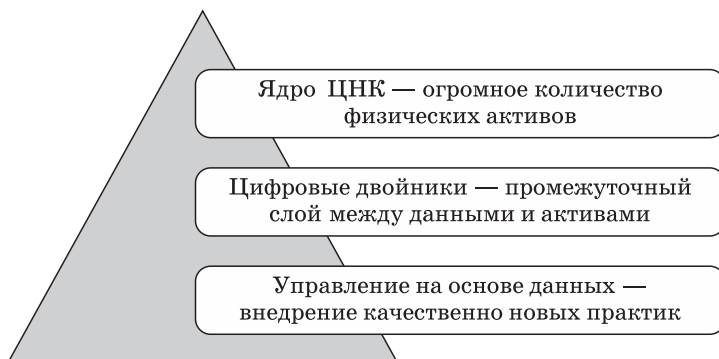 Ядро ЦНК — огромное количество
физических активов
Цифровые двойники — промежуточный
слой между данными и активами
Управление на основе данных —
внедрение качественно новых практик